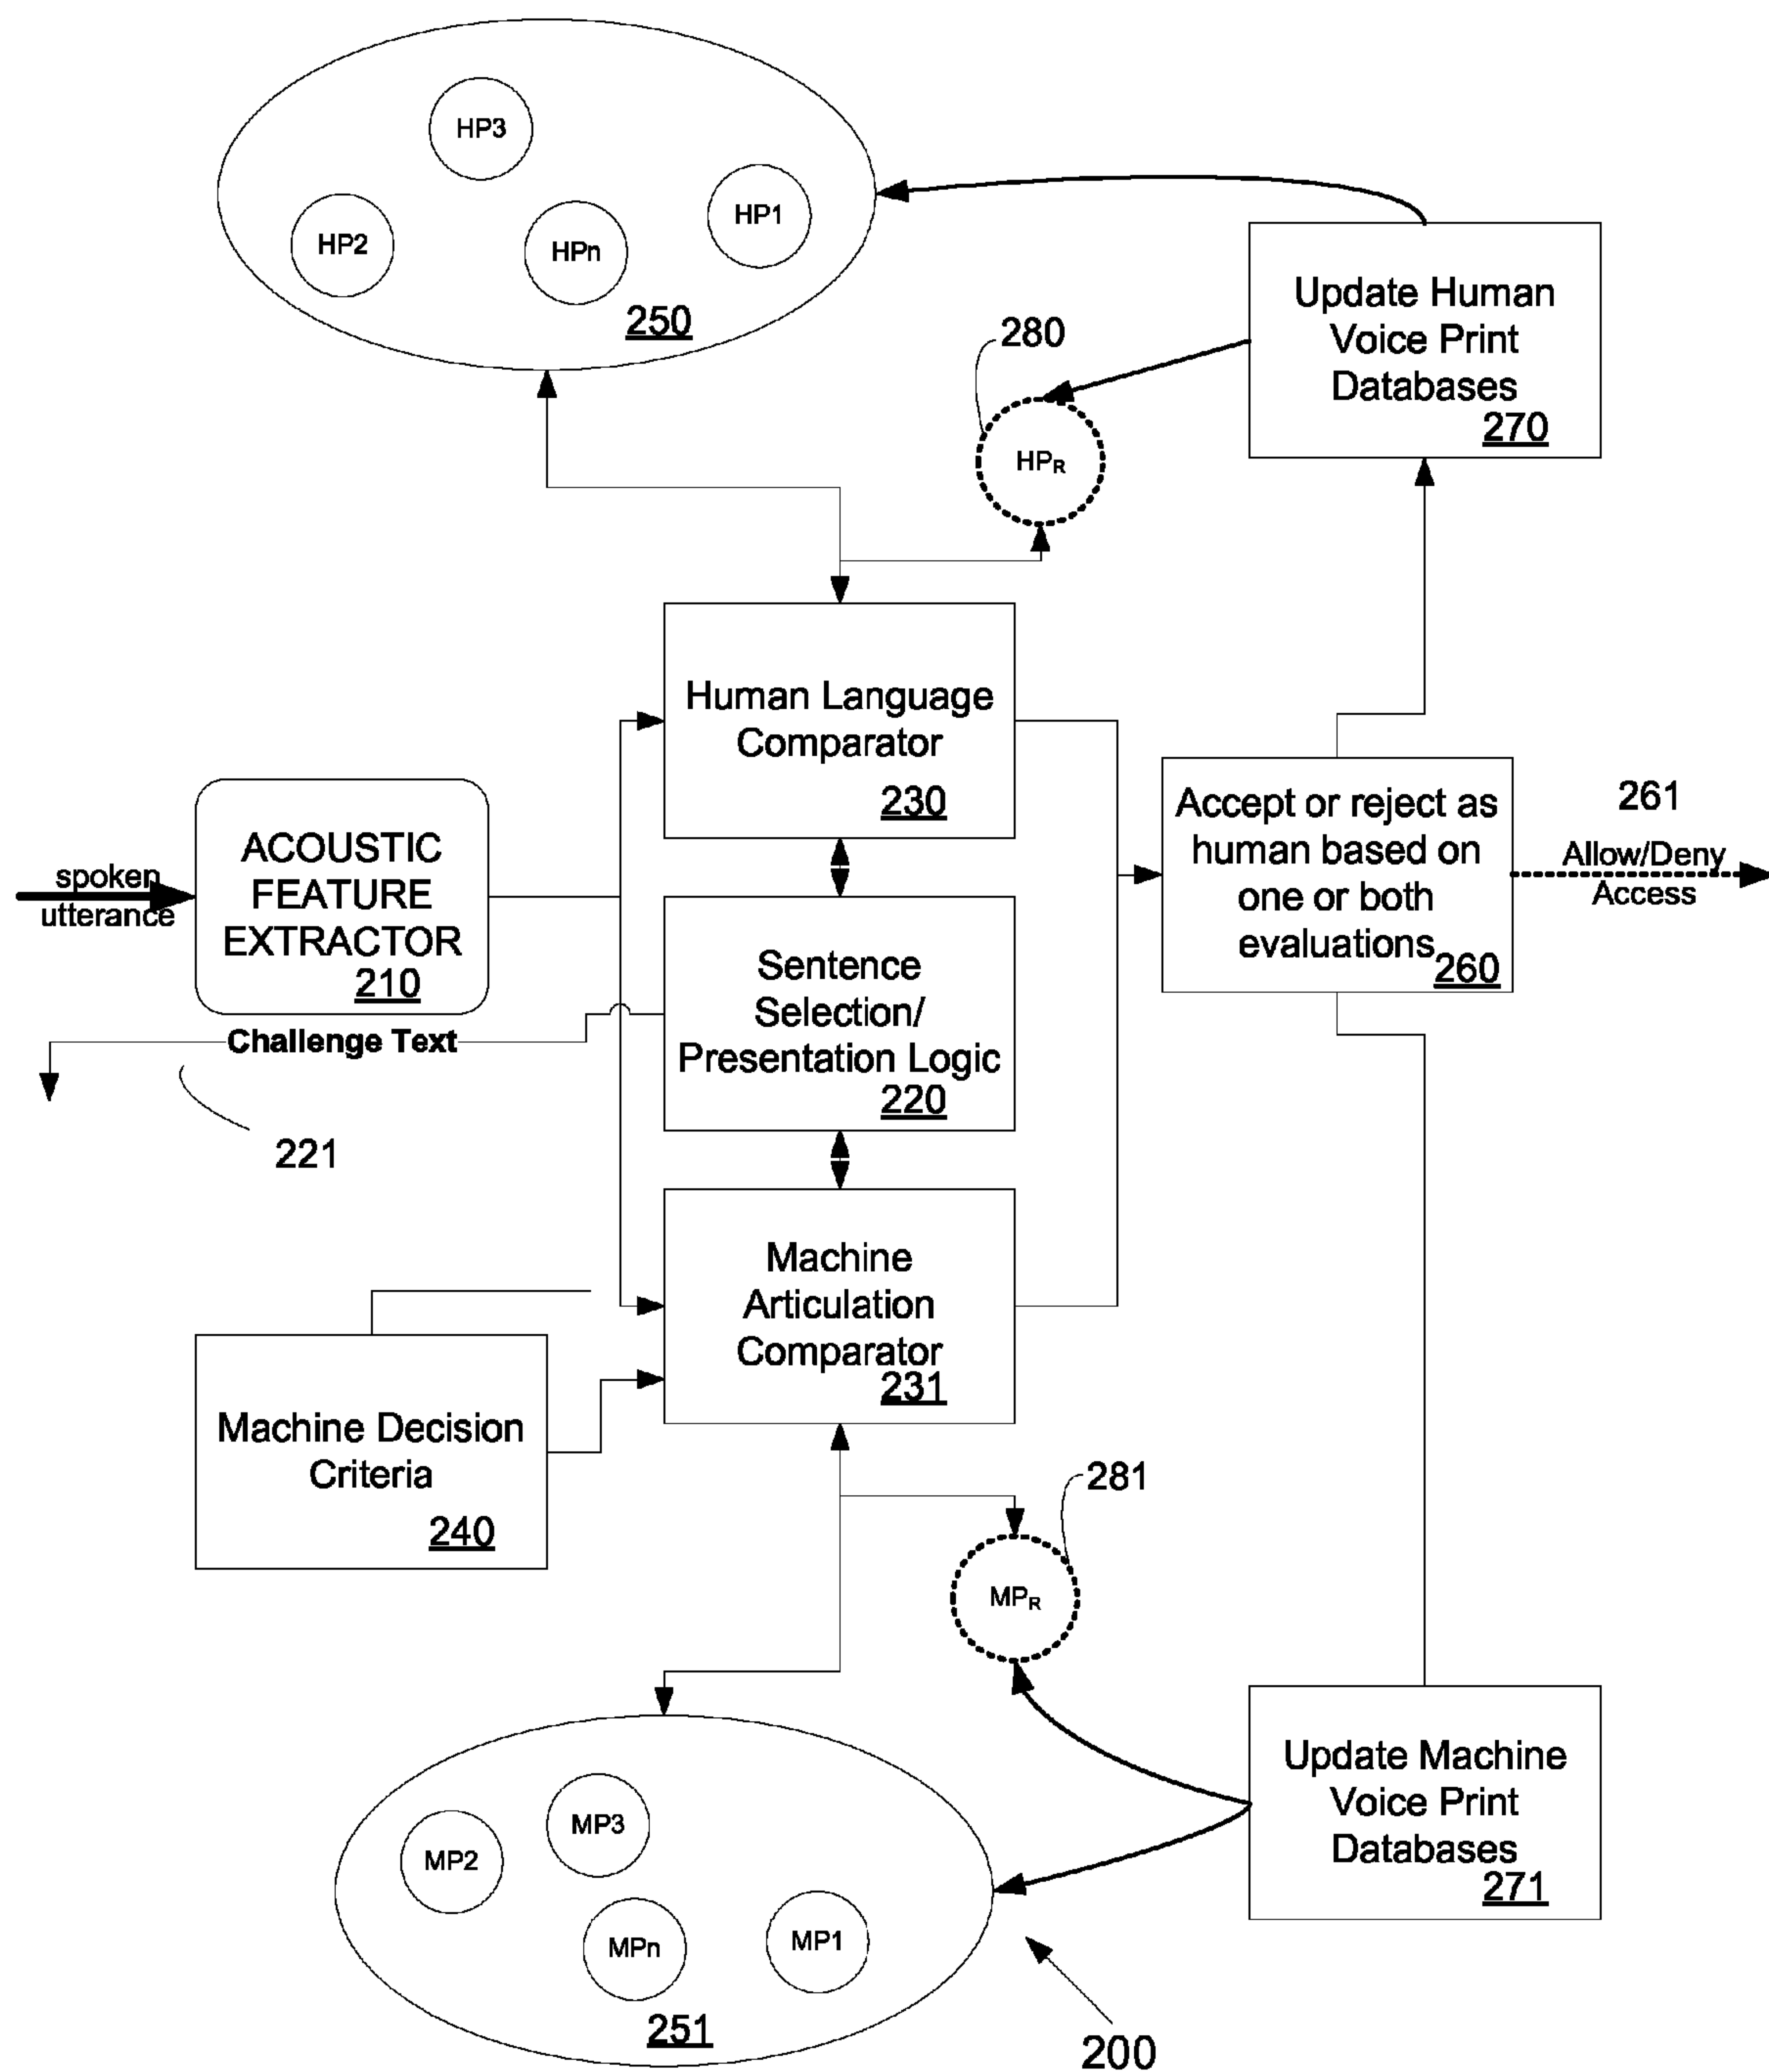 HP3
HP1
HP2
HPn
250
Update Human
Voice Print
Databases
270
280
HPR
Human Language
Comparator
230
ACOUSTIC
FEATURE
EXTRACTOR
210
spoken
utterance
Accept or reject as
human based on
one or both
evaluations
260
261
Allow/Deny
Access
Sentence
Selection/
Presentation Logic
220
Challenge Text
221
Machine
Articulation
Comparator
231
Machine Decision
Criteria
240
281
MPR
Update Machine
Voice Print
Databases
271
MP3
MP2
MPn
MP1
251
200